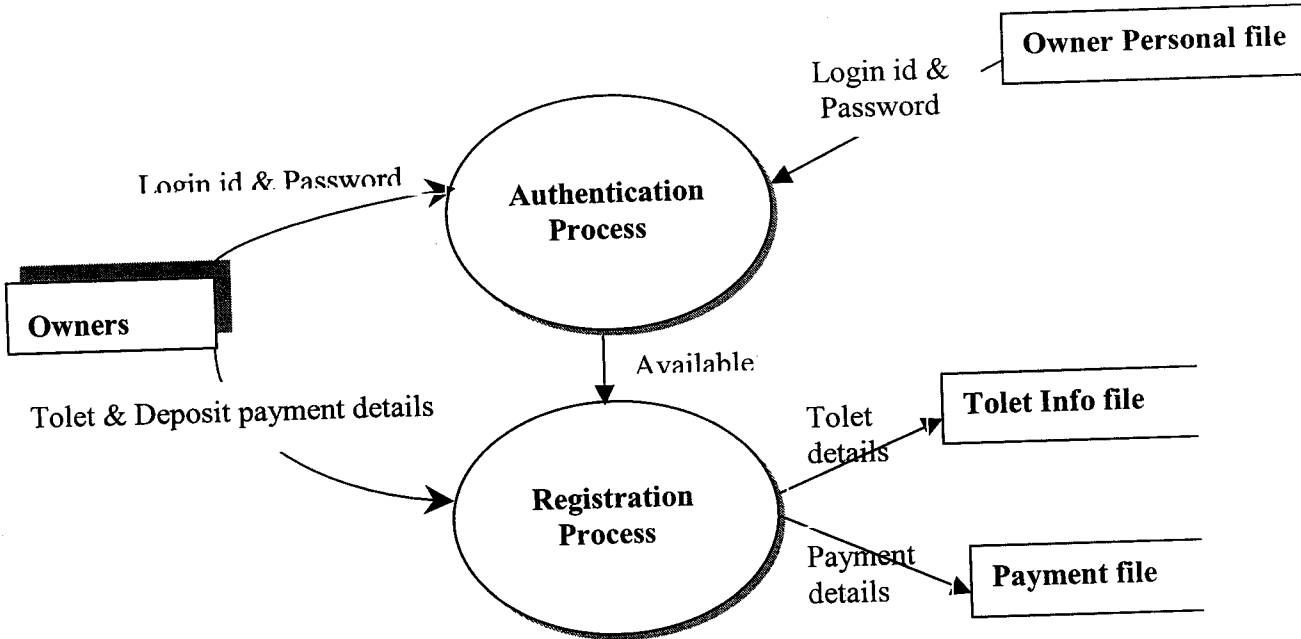 Owner Personal file
Login id &
Password
Login id & Password
Authentication
Process
Owners
Available
Tolet & Deposit payment details
Tolet
details
Tolet Info file
Registration
Process
Payment
details
Payment file